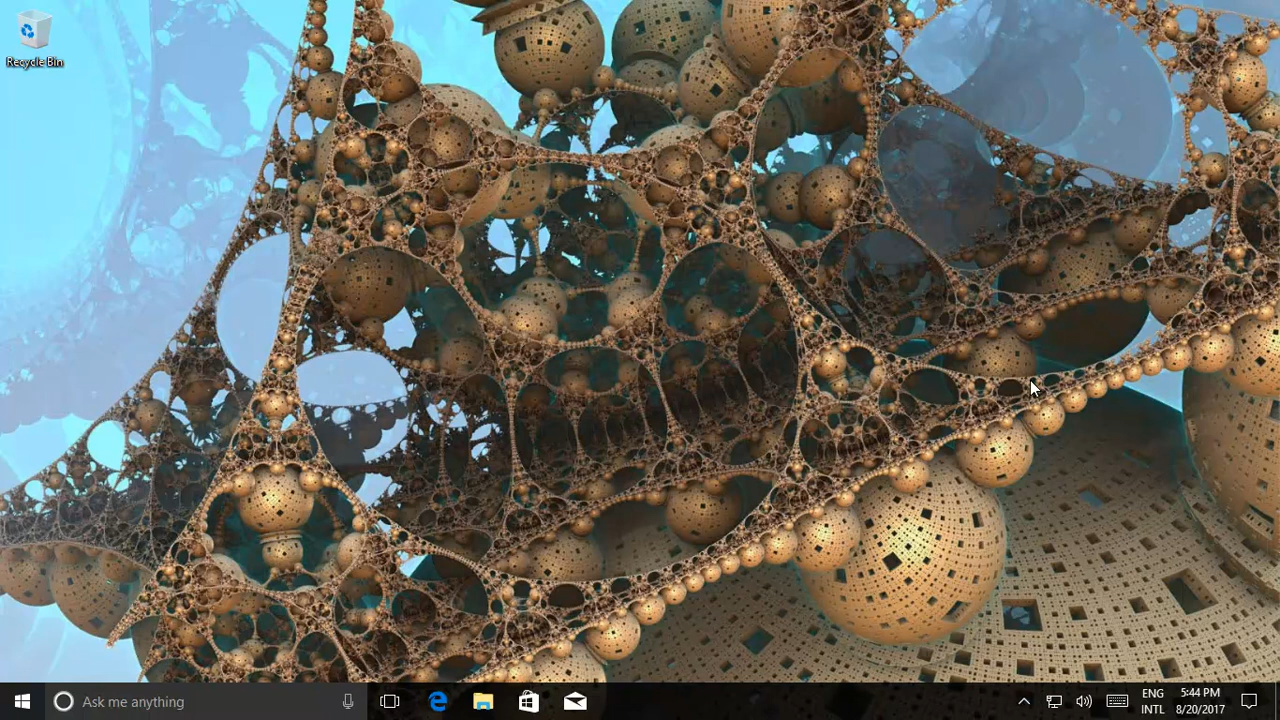 Recycle Bin
Ask me anything
ENG
INTL
5:44 PM
8/20/2017